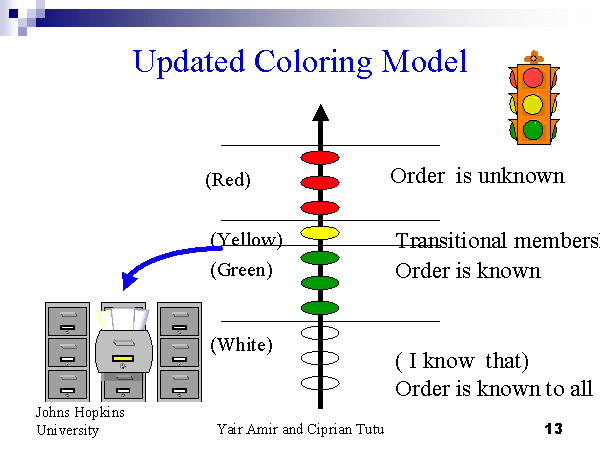 Updated Coloring Model
(Red)
Order is unknown
(Yellow)
Transitional
(Green)
Order is known
(White)
( I know that)
Order is known to all
Johns Hopkins
University
Yair Amir and Ciprian Tutu
13